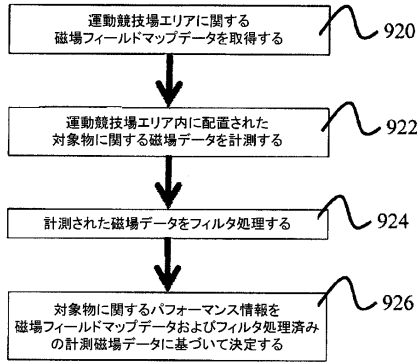 運動競技場エリアに関する
磁場フィールドマップデータを取得する
920
運動競技場エリア内に配置された
対象物に関する磁場データを計測する
922
計測された磁場データをフィルタ処理する
924
対象物に関するパフォーマンス情報を
磁場フィールドマップデータおよびフィルタ処理済み
の計測磁場データに基づいて決定する
926